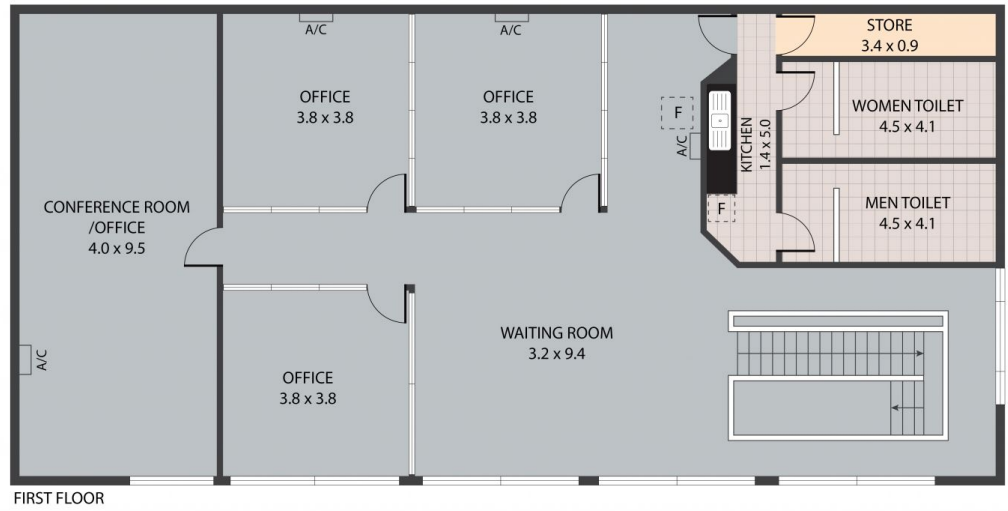 A/C
A/C
STORE
3.4 x 0.9
OFFICE
3.8 x 3.8
OFFICE
3.8 x 3.8
F
A/C
KITCHEN
1.4 x 5.0
WOMEN TOILET
4.5 x 4.1
CONFERENCE ROOM
/OFFICE
4.0 x 9.5
F
MEN TOILET
4.5 x 4.1
WAITING ROOM
3.2 x 9.4
A/C
OFFICE
3.8 x 3.8
FIRST FLOOR